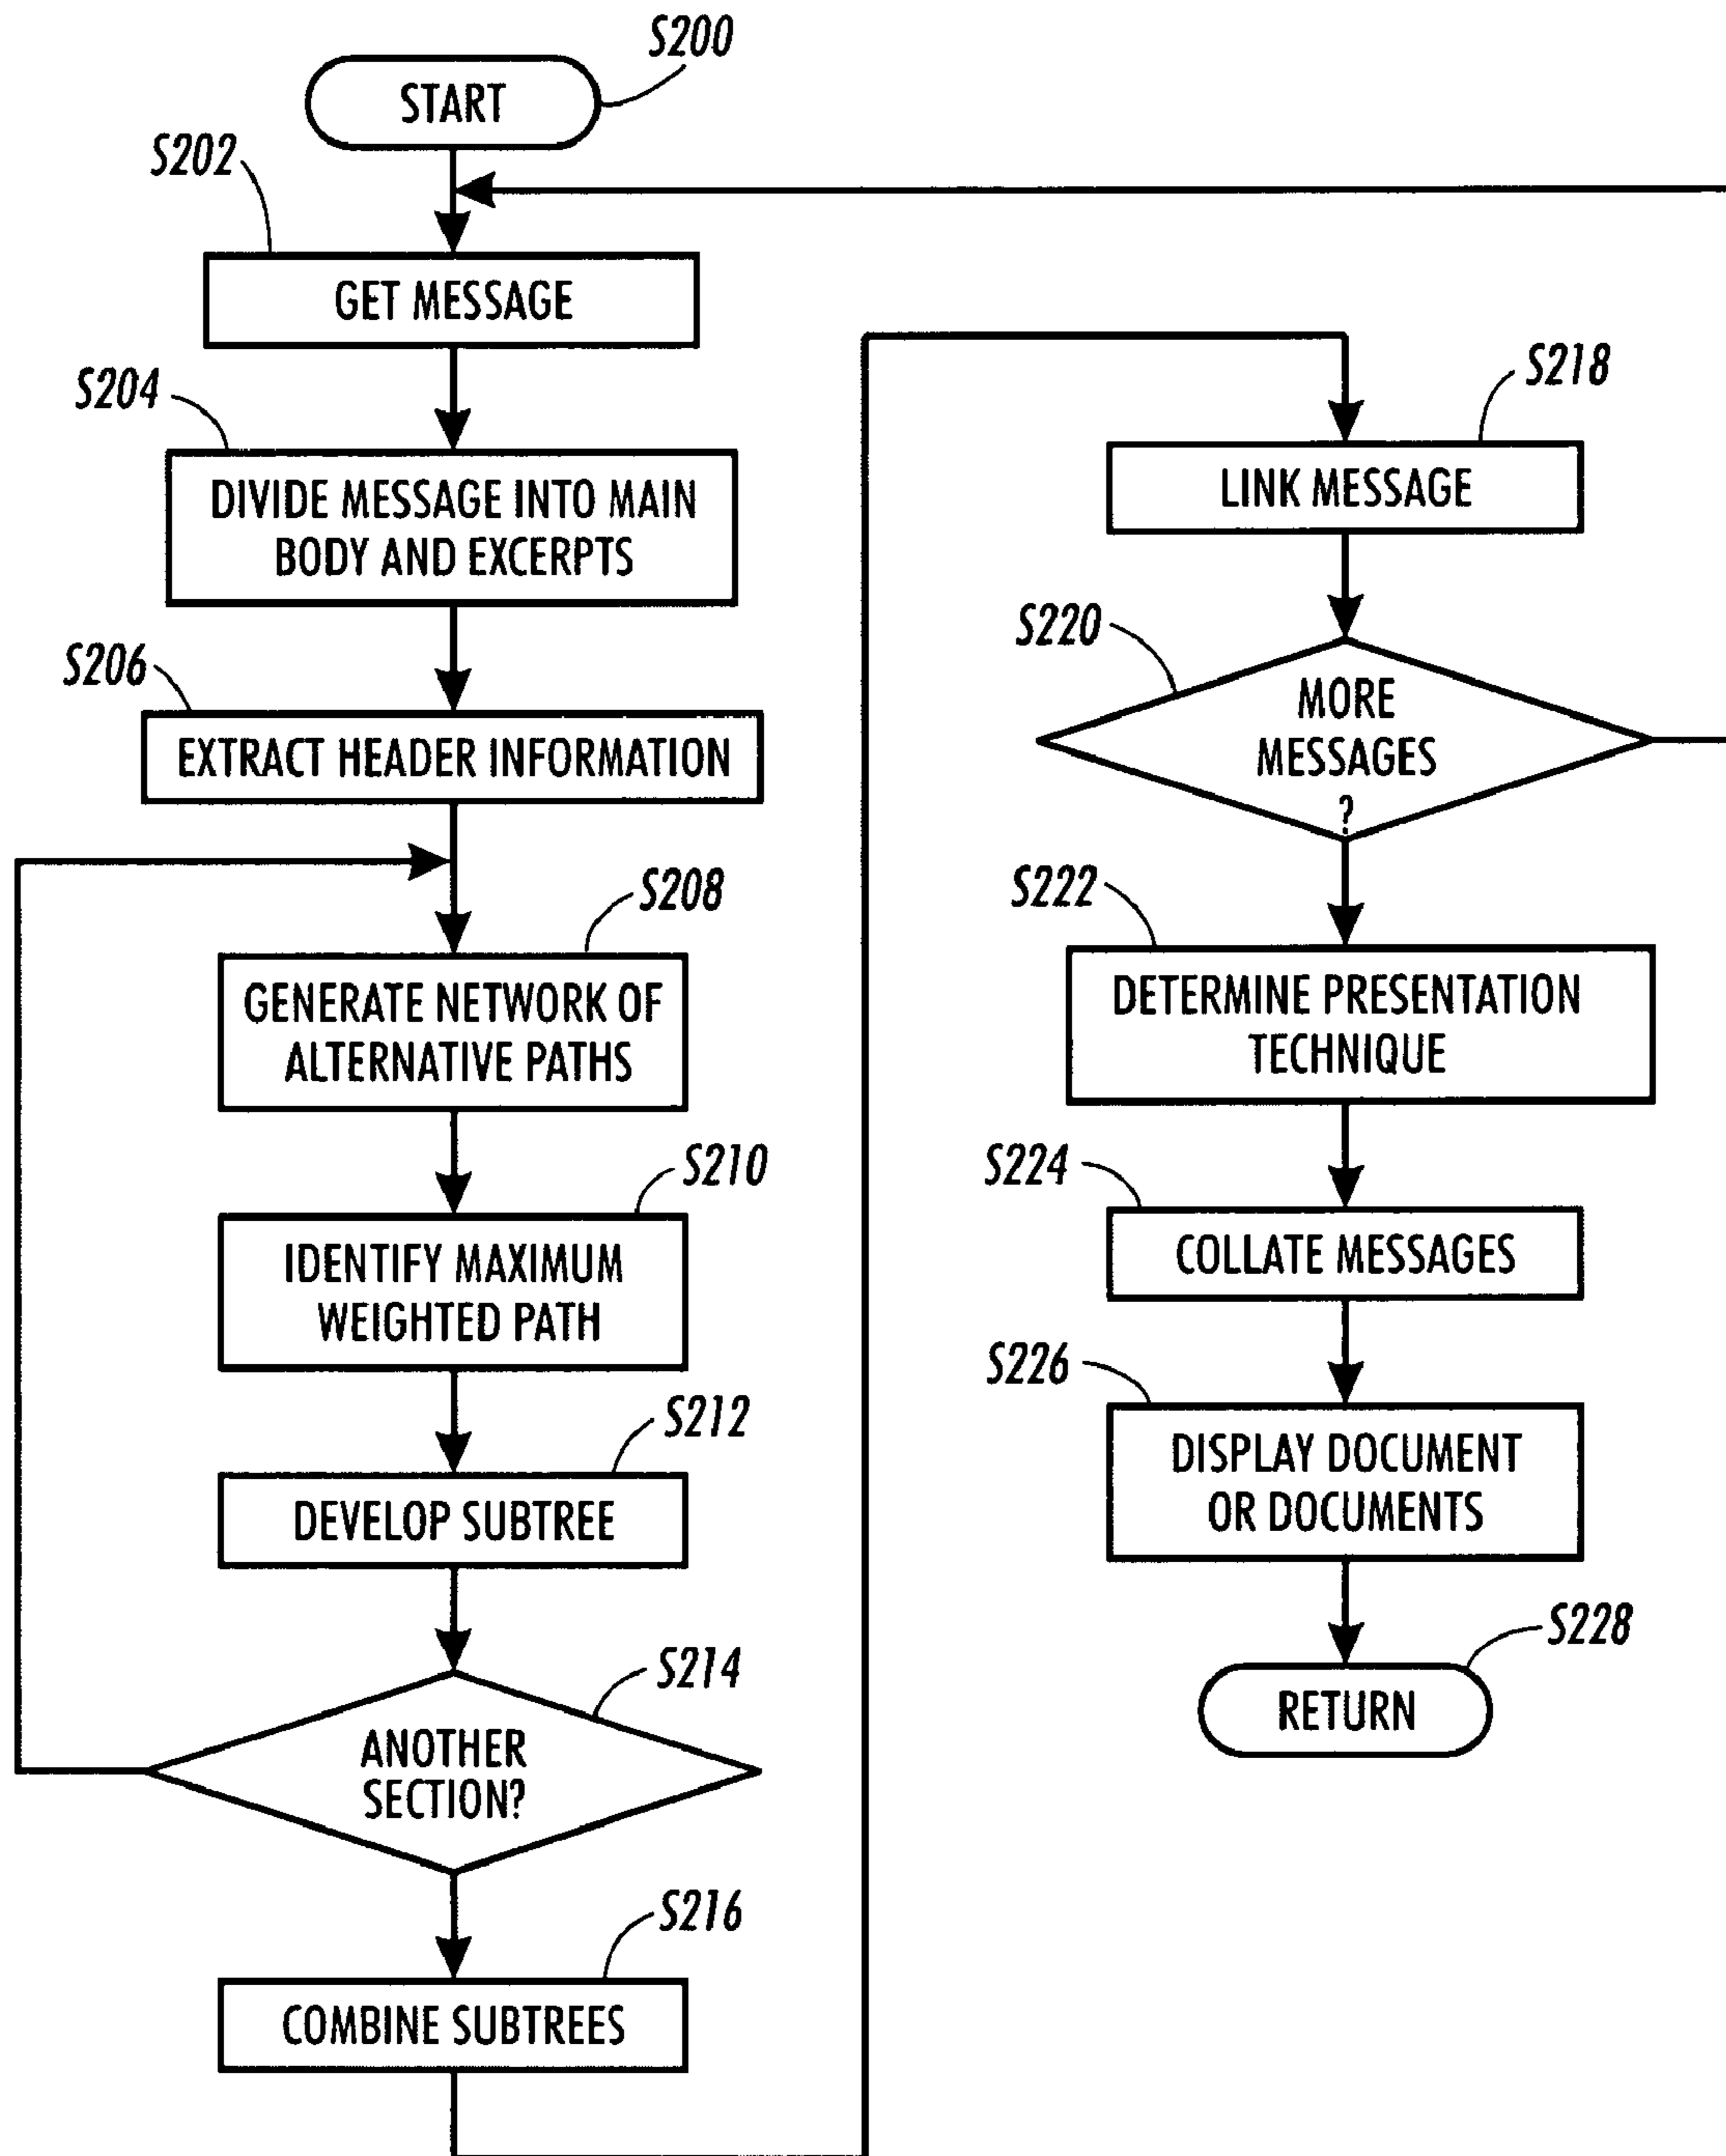 S200
START
S202
GET MESSAGE
S204
DIVIDE MESSAGE INTO MAIN
BODY AND EXCERPTS
S206
EXTRACT HEADER INFORMATION
S208
GENERATE NETWORK OF
ALTERNATIVE PATHS
S210
IDENTIFY MAXIMUM
WEIGHTED PATH
S212
DEVELOP SUBTREE
S214
ANOTHER
SECTION?
S216
COMBINE SUBTREES
S218
LINK MESSAGE
S220
MORE
MESSAGES
?
S222
DETERMINE PRESENTATION
TECHNIQUE
S224
COLLATE MESSAGES
S226
DISPLAY DOCUMENT
OR DOCUMENTS
S228
RETURN